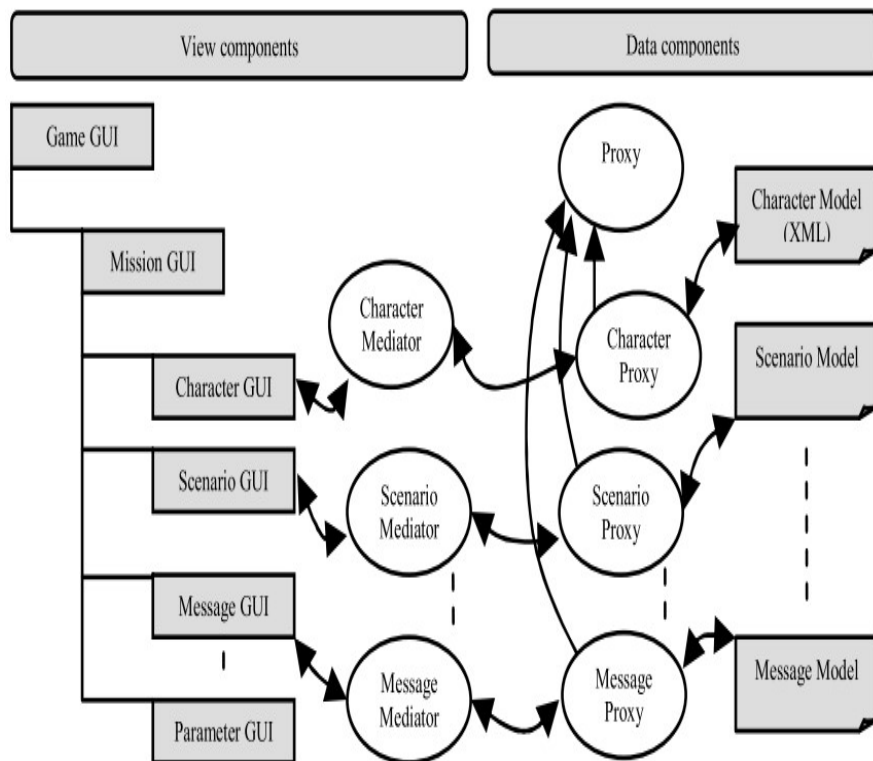 View components
Data components
Game GUI
Proxy
Character Model
(XML)
Mission GUI
Character
Mediator
Character
Proxy
Scenario Model
Character GUI
Scenario GUI
Scenario
Mediator
Scenario
Proxy
Message GUI
Message
Mediator
Message
Proxy
Message Model
Parameter GUI